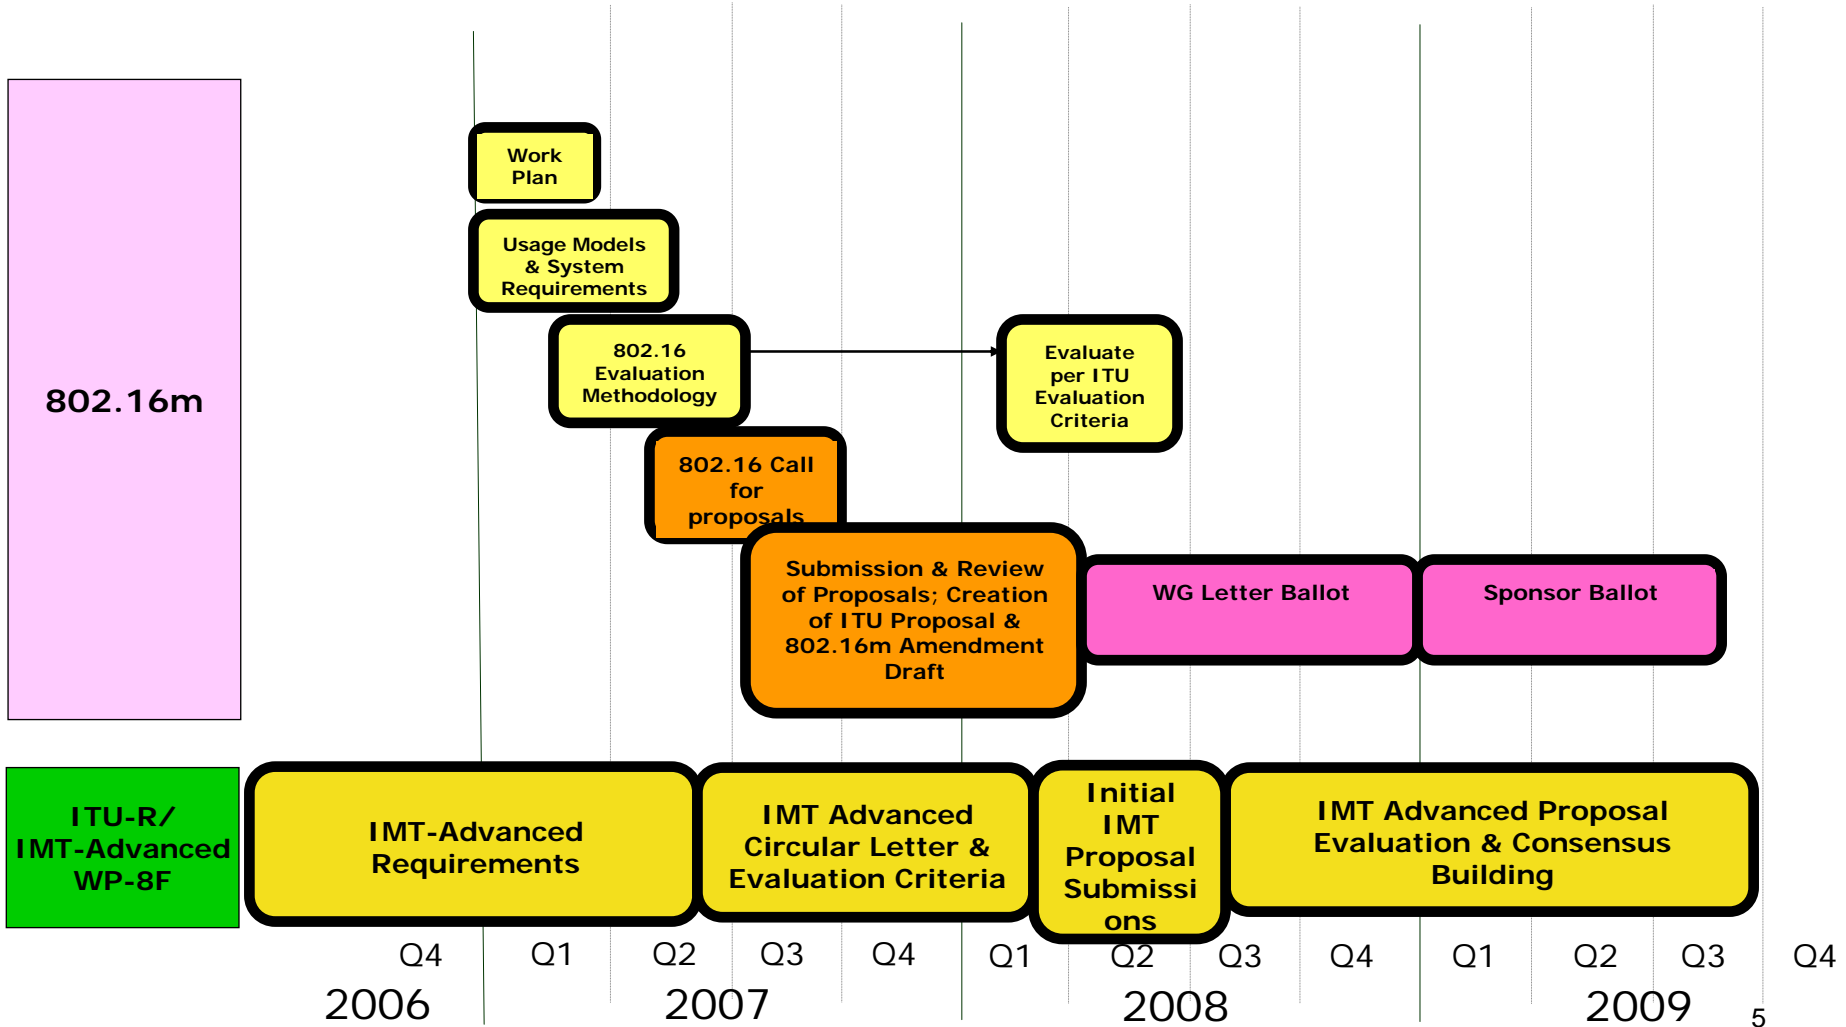 802.16m
Work
Plan
Usage Models
& System
Requirements
802.16
Evaluation
Methodology
Evaluate
per ITU
Evaluation
Criteria
802.16 Call
for
proposals
Submission & Review
of Proposals; Creation
of ITU Proposal &
802.16m Amendment
Draft
WG Letter Ballot
Sponsor Ballot
ITU-R/
IMT-Advanced
WP-8F
IMT-Advanced
Requirements
IMT Advanced
Circular Letter &
Evaluation Criteria
Initial
IMT
Proposal
Submissi
ons
IMT Advanced Proposal
Evaluation & Consensus
Building
Q4 Q1 Q2 Q3 Q4 Q1 Q2 Q3 Q4 Q1 Q2 Q3 Q4
2006 2007 2008 2009
5